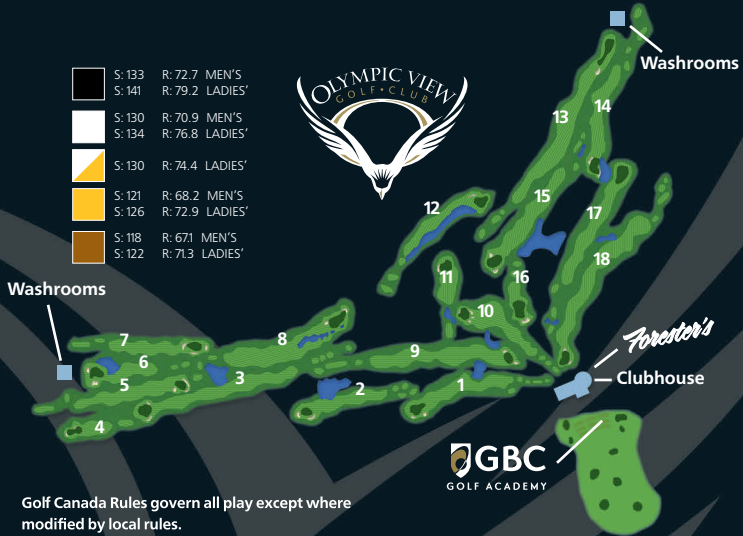 Washrooms
S: 133 R: 72.7 MEN'S
S: 141 R: 79.2 LADIES'
S: 130 R: 70.9 MEN'S
S: 134 R: 76.8 LADIES'
S: 130 R: 74.4 LADIES'
S: 121 R: 68.2 MEN'S
S: 126 R: 72.9 LADIES'
S: 118 R: 67.1 MEN'S
S: 122 R: 71.3 LADIES'
OLYMPIC VIEW
GOLF • CLUB
13
14
15
12
17
18
11
16
10
Washrooms
7
8
6
9
5
3
2
1
4
Forester's
Clubhouse
GBC
GOLF ACADEMY
Golf Canada Rules govern all play except where
modified by local rules.